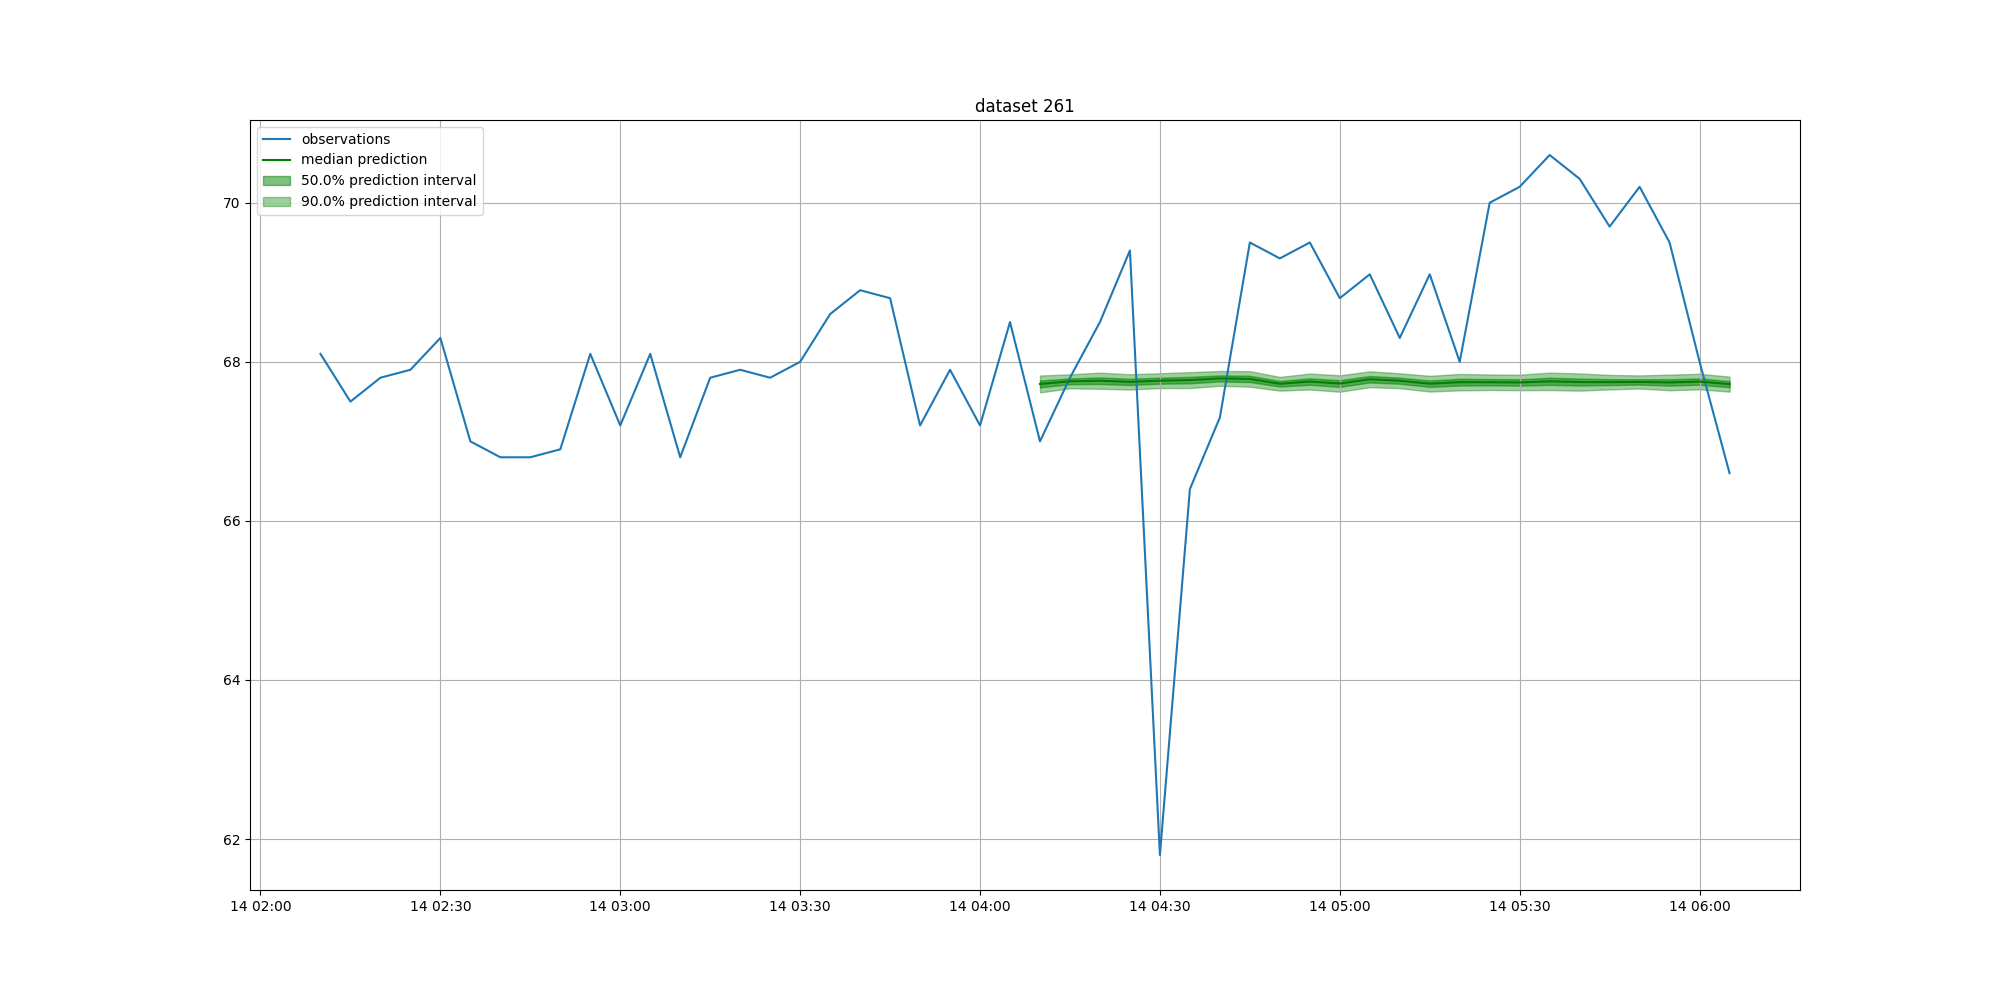 dataset 261
observations
median prediction
50.0% prediction interval
90.0% prediction interval
70
68
66
64
62
14 02:00 14 02:30 14 03:00 14 03:30 14 04:00 14 04:30 14 05:00 14 05:30 14 06:00